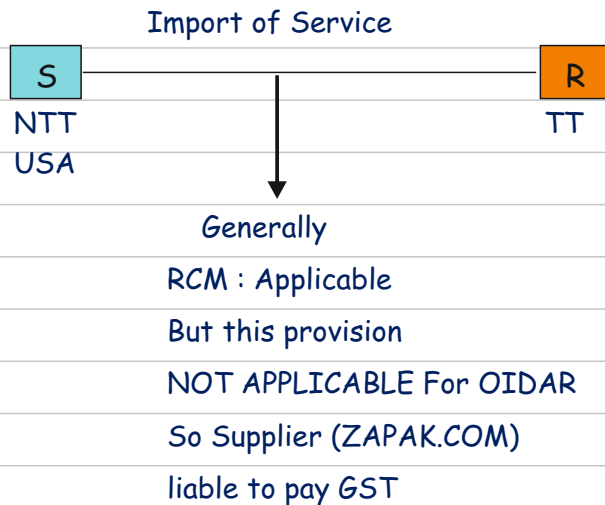 Import of Service
S R
NTT TT
USA
Generally
RCM : Applicable
But this provision
NOT APPLICABLE For OIDAR
So Supplier (ZAPAK.COM)
liable to pay GST